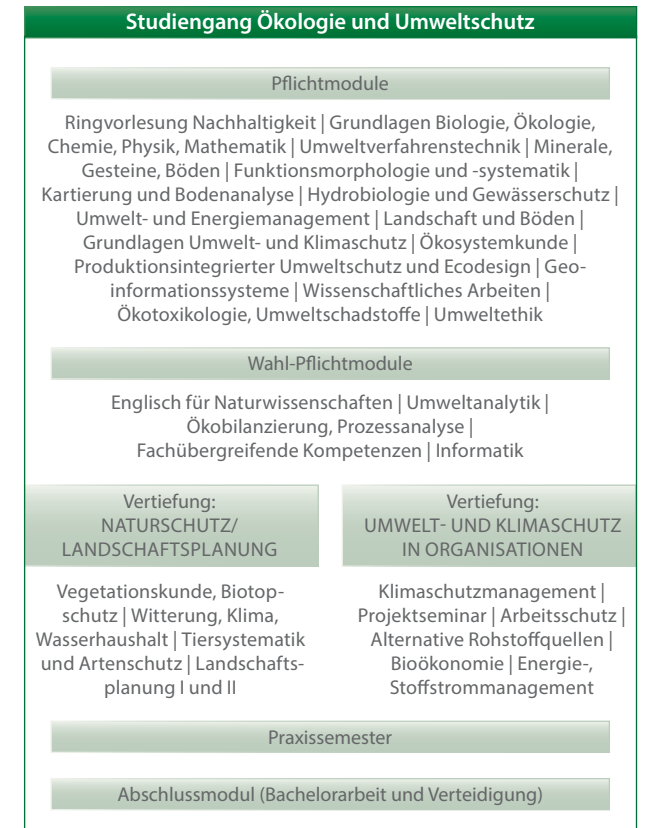 Studiengang Ökologie und Umweltschutz
Pflichtmodule
Ringvorlesung Nachhaltigkeit | Grundlagen Biologie, Ökologie,
Chemie, Physik, Mathematik | Umweltverfahrenstechnik | Minerale,
Gesteine, Böden | Funktionsmorphologie und -systematik |
Kartierung und Bodenanalyse | Hydrobiologie und Gewässerschutz |
Umwelt- und Energiemanagement | Landschaft und Böden |
Grundlagen Umwelt- und Klimaschutz | Ökosystemkunde |
Produktionsintegrierter Umweltschutz und Ecodesign | Geo-
informationssysteme | Wissenschaftliches Arbeiten |
Ökotoxikologie, Umweltschadstoffe | Umweltethik
Wahl-Pflichtmodule
Englisch für Naturwissenschaften | Umweltanalytik |
Ökobilanzierung, Prozessanalyse |
Fachübergreifende Kompetenzen | Informatik
Vertiefung:
NATURSCHUTZ/
LANDSCHAFTSPLANUNG
Vegetationskunde, Biotop-
schutz | Witterung, Klima,
Wasserhaushalt | Tiersystematik
und Artenschutz | Landschafts-
planung I und II
Vertiefung:
UMWELT- UND KLIMASCHUTZ
IN ORGANISATIONEN
Klimaschutzmanagement |
Projektseminar | Arbeitsschutz |
Alternative Rohstoffquellen |
Bioökonomie | Energie-,
Stoffstrommanagement
Praxissemester
Abschlussmodul (Bachelorarbeit und Verteidigung)